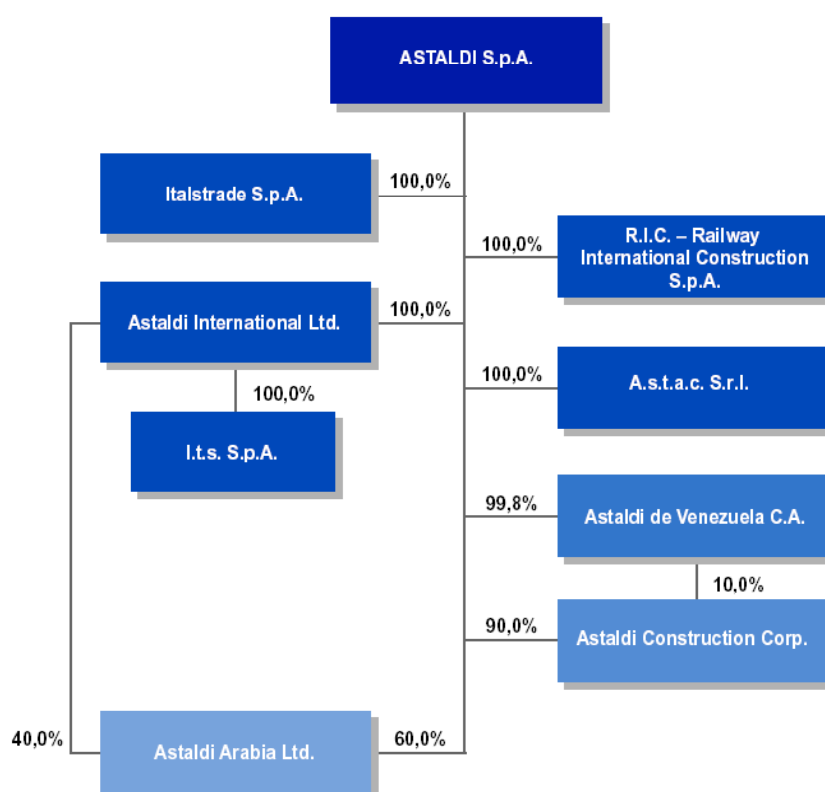 ASTALDI S.p.A.
Italstrade S.p.A.
100,0%
100,0%
R.I.C. – Railway
International Construction
S.p.A.
Astaldi International Ltd.
100,0%
100,0%
I.t.s. S.p.A.
100,0%
A.s.t.a.c. S.r.l.
99,8%
Astaldi de Venezuela C.A.
10,0%
90,0%
Astaldi Construction Corp.
40,0%
Astaldi Arabia Ltd.
60,0%